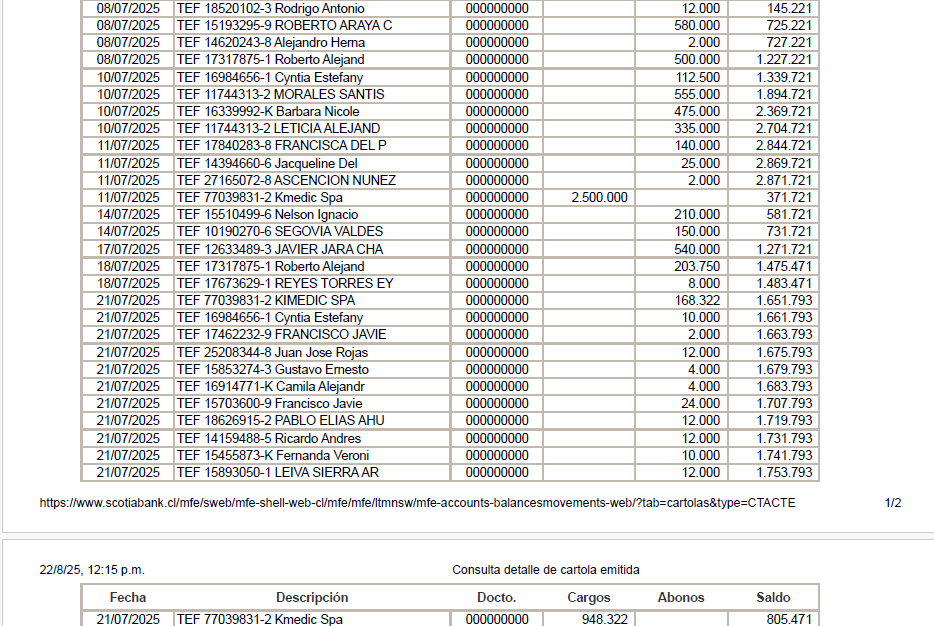 08/07/2025 TEF 18520102-3 Rodrigo Antonio 000000000 12.000 145.221
08/07/2025 TEF 15193295-9 ROBERTO ARAYA C 000000000 580.000 725.221
08/07/2025 TEF 14620243-8 Alejandro Herna 000000000 2.000 727.221
08/07/2025 TEF 17317875-1 Roberto Alejand 000000000 500.000 1.227.221
10/07/2025 TEF 16984656-1 Cyntia Estefany 000000000 112.500 1.339.721
10/07/2025 TEF 11744313-2 MORALES SANTIS 000000000 555.000 1.894.721
10/07/2025 TEF 16339992-K Barbara Nicole 000000000 475.000 2.369.721
10/07/2025 TEF 11744313-2 LETICIA ALEJAND 000000000 335.000 2.704.721
11/07/2025 TEF 17840283-8 FRANCISCA DEL P 000000000 140.000 2.844.721
11/07/2025 TEF 14394660-6 Jacqueline Del 000000000 25.000 2.869.721
11/07/2025 TEF 27165072-8 ASCENCION NUNEZ 000000000 2.000 2.871.721
11/07/2025 TEF 77039831-2 Kmedic Spa 000000000 2.500.000 371.721
14/07/2025 TEF 15510499-6 Nelson Ignacio 000000000 210.000 581.721
14/07/2025 TEF 10190270-6 SEGOVIA VALDES 000000000 150.000 731.721
17/07/2025 TEF 12633489-3 JAVIER JARA CHA 000000000 540.000 1.271.721
18/07/2025 TEF 17317875-1 Roberto Alejand 000000000 203.750 1.475.471
18/07/2025 TEF 17673629-1 REYES TORRES EY 000000000 8.000 1.483.471
21/07/2025 TEF 77039831-2 KIMEDIC SPA 000000000 168.322 1.651.793
21/07/2025 TEF 16984656-1 Cyntia Estefany 000000000 10.000 1.661.793
21/07/2025 TEF 17462232-9 FRANCISCO JAVIE 000000000 2.000 1.663.793
21/07/2025 TEF 25208344-8 Juan Jose Rojas 000000000 12.000 1.675.793
21/07/2025 TEF 15853274-3 Gustavo Ernesto 000000000 4.000 1.679.793
21/07/2025 TEF 16914771-K Camila Alejandr 000000000 4.000 1.683.793
21/07/2025 TEF 15703600-9 Francisco Javie 000000000 24.000 1.707.793
21/07/2025 TEF 18626915-2 PABLO ELIAS AHU 000000000 12.000 1.719.793
21/07/2025 TEF 14159488-5 Ricardo Andres 000000000 12.000 1.731.793
21/07/2025 TEF 15455873-K Fernanda Veroni 000000000 10.000 1.741.793
21/07/2025 TEF 15893050-1 LEIVA SIERRA AR 000000000 12.000 1.753.793
https://www.scotiabank.cl/mfe/sweb/mfe-shell-web-cl/mfe/mfe/ltmnsw/mfe-accounts-balancesmovements-web/?tab=cartolas&type=CTACTE 1/2
22/8/25, 12:15 p.m. Consulta detalle de cartola emitida
Fecha Descripción Docto. Cargos Abonos Saldo
21/07/2025 TEF 77039831-2 Kmedic Spa 000000000 948.322 805.471